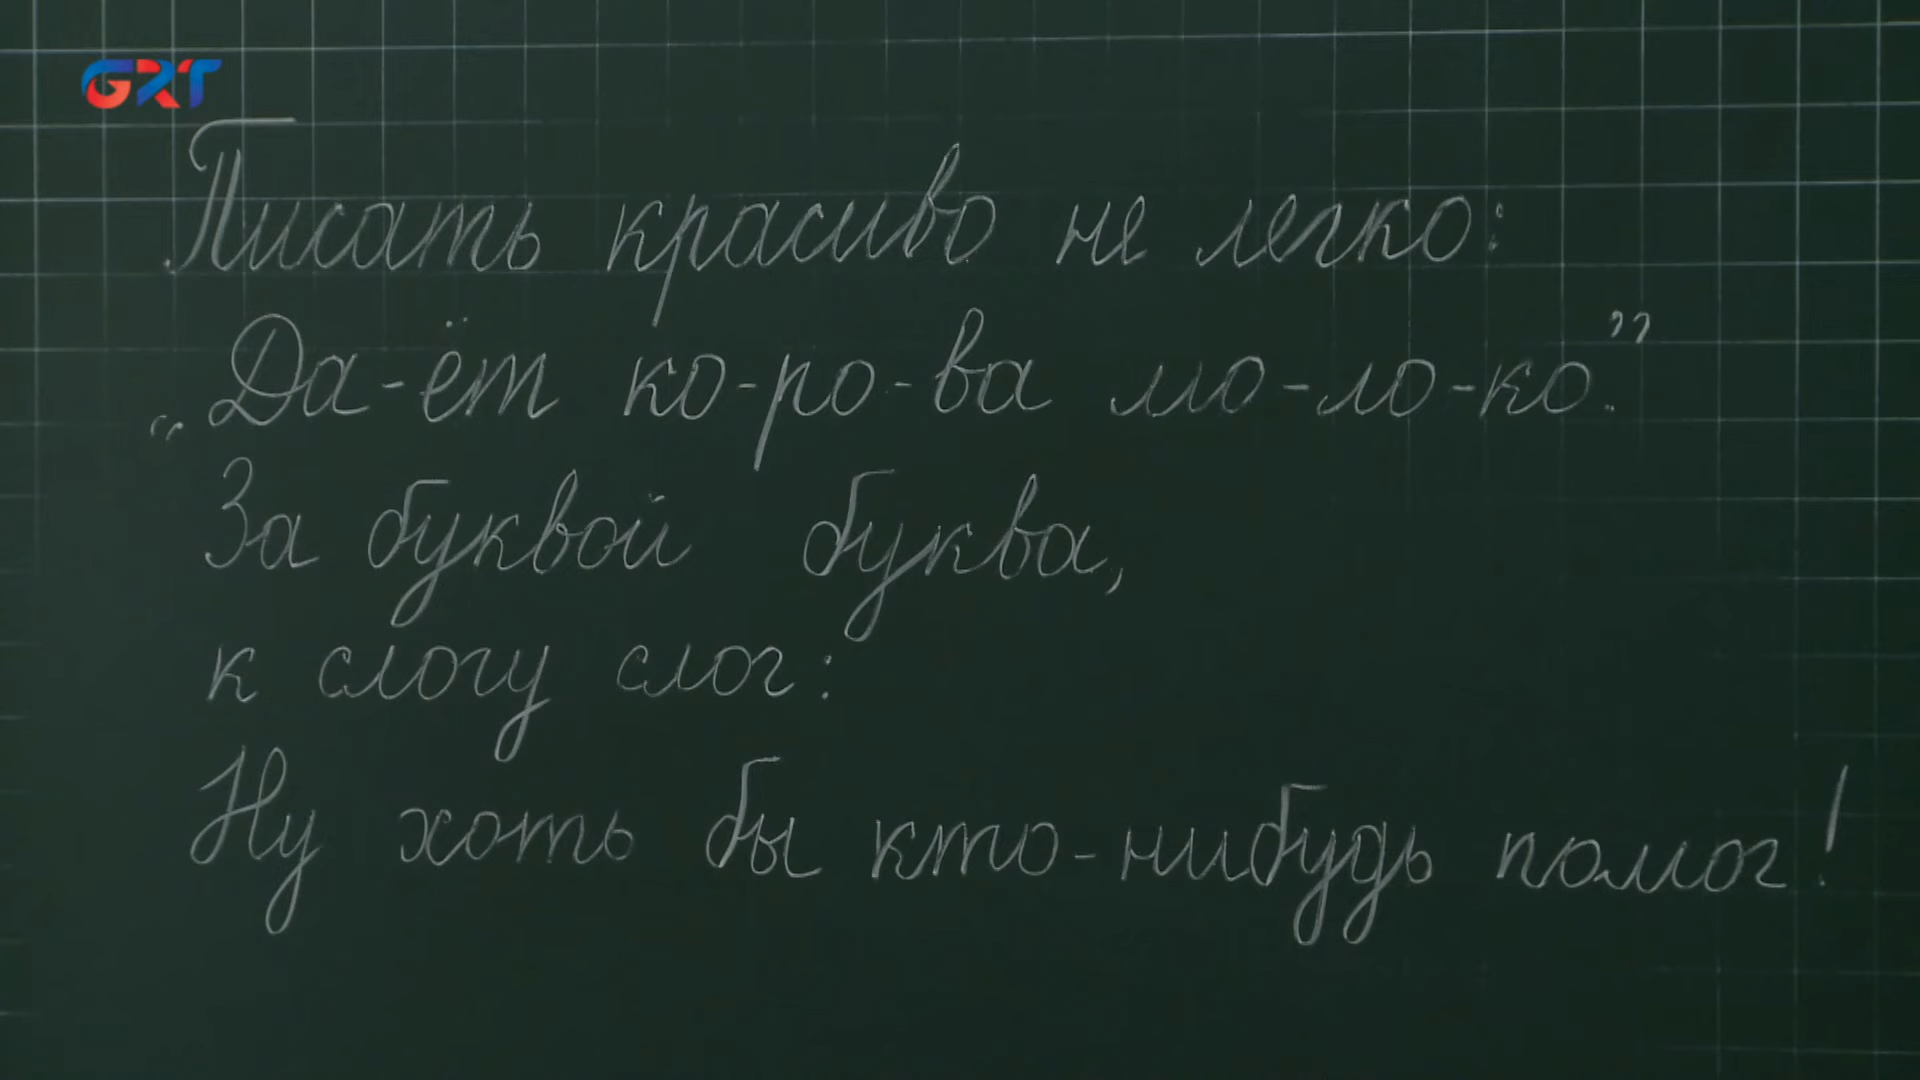 GRT
Писать красиво не легко:
„Да-ёт ко-ро-ва мо-ло-ко.”
За буквой буква,
к слогу слог:
Ну хоть бы кто-нибудь помог!